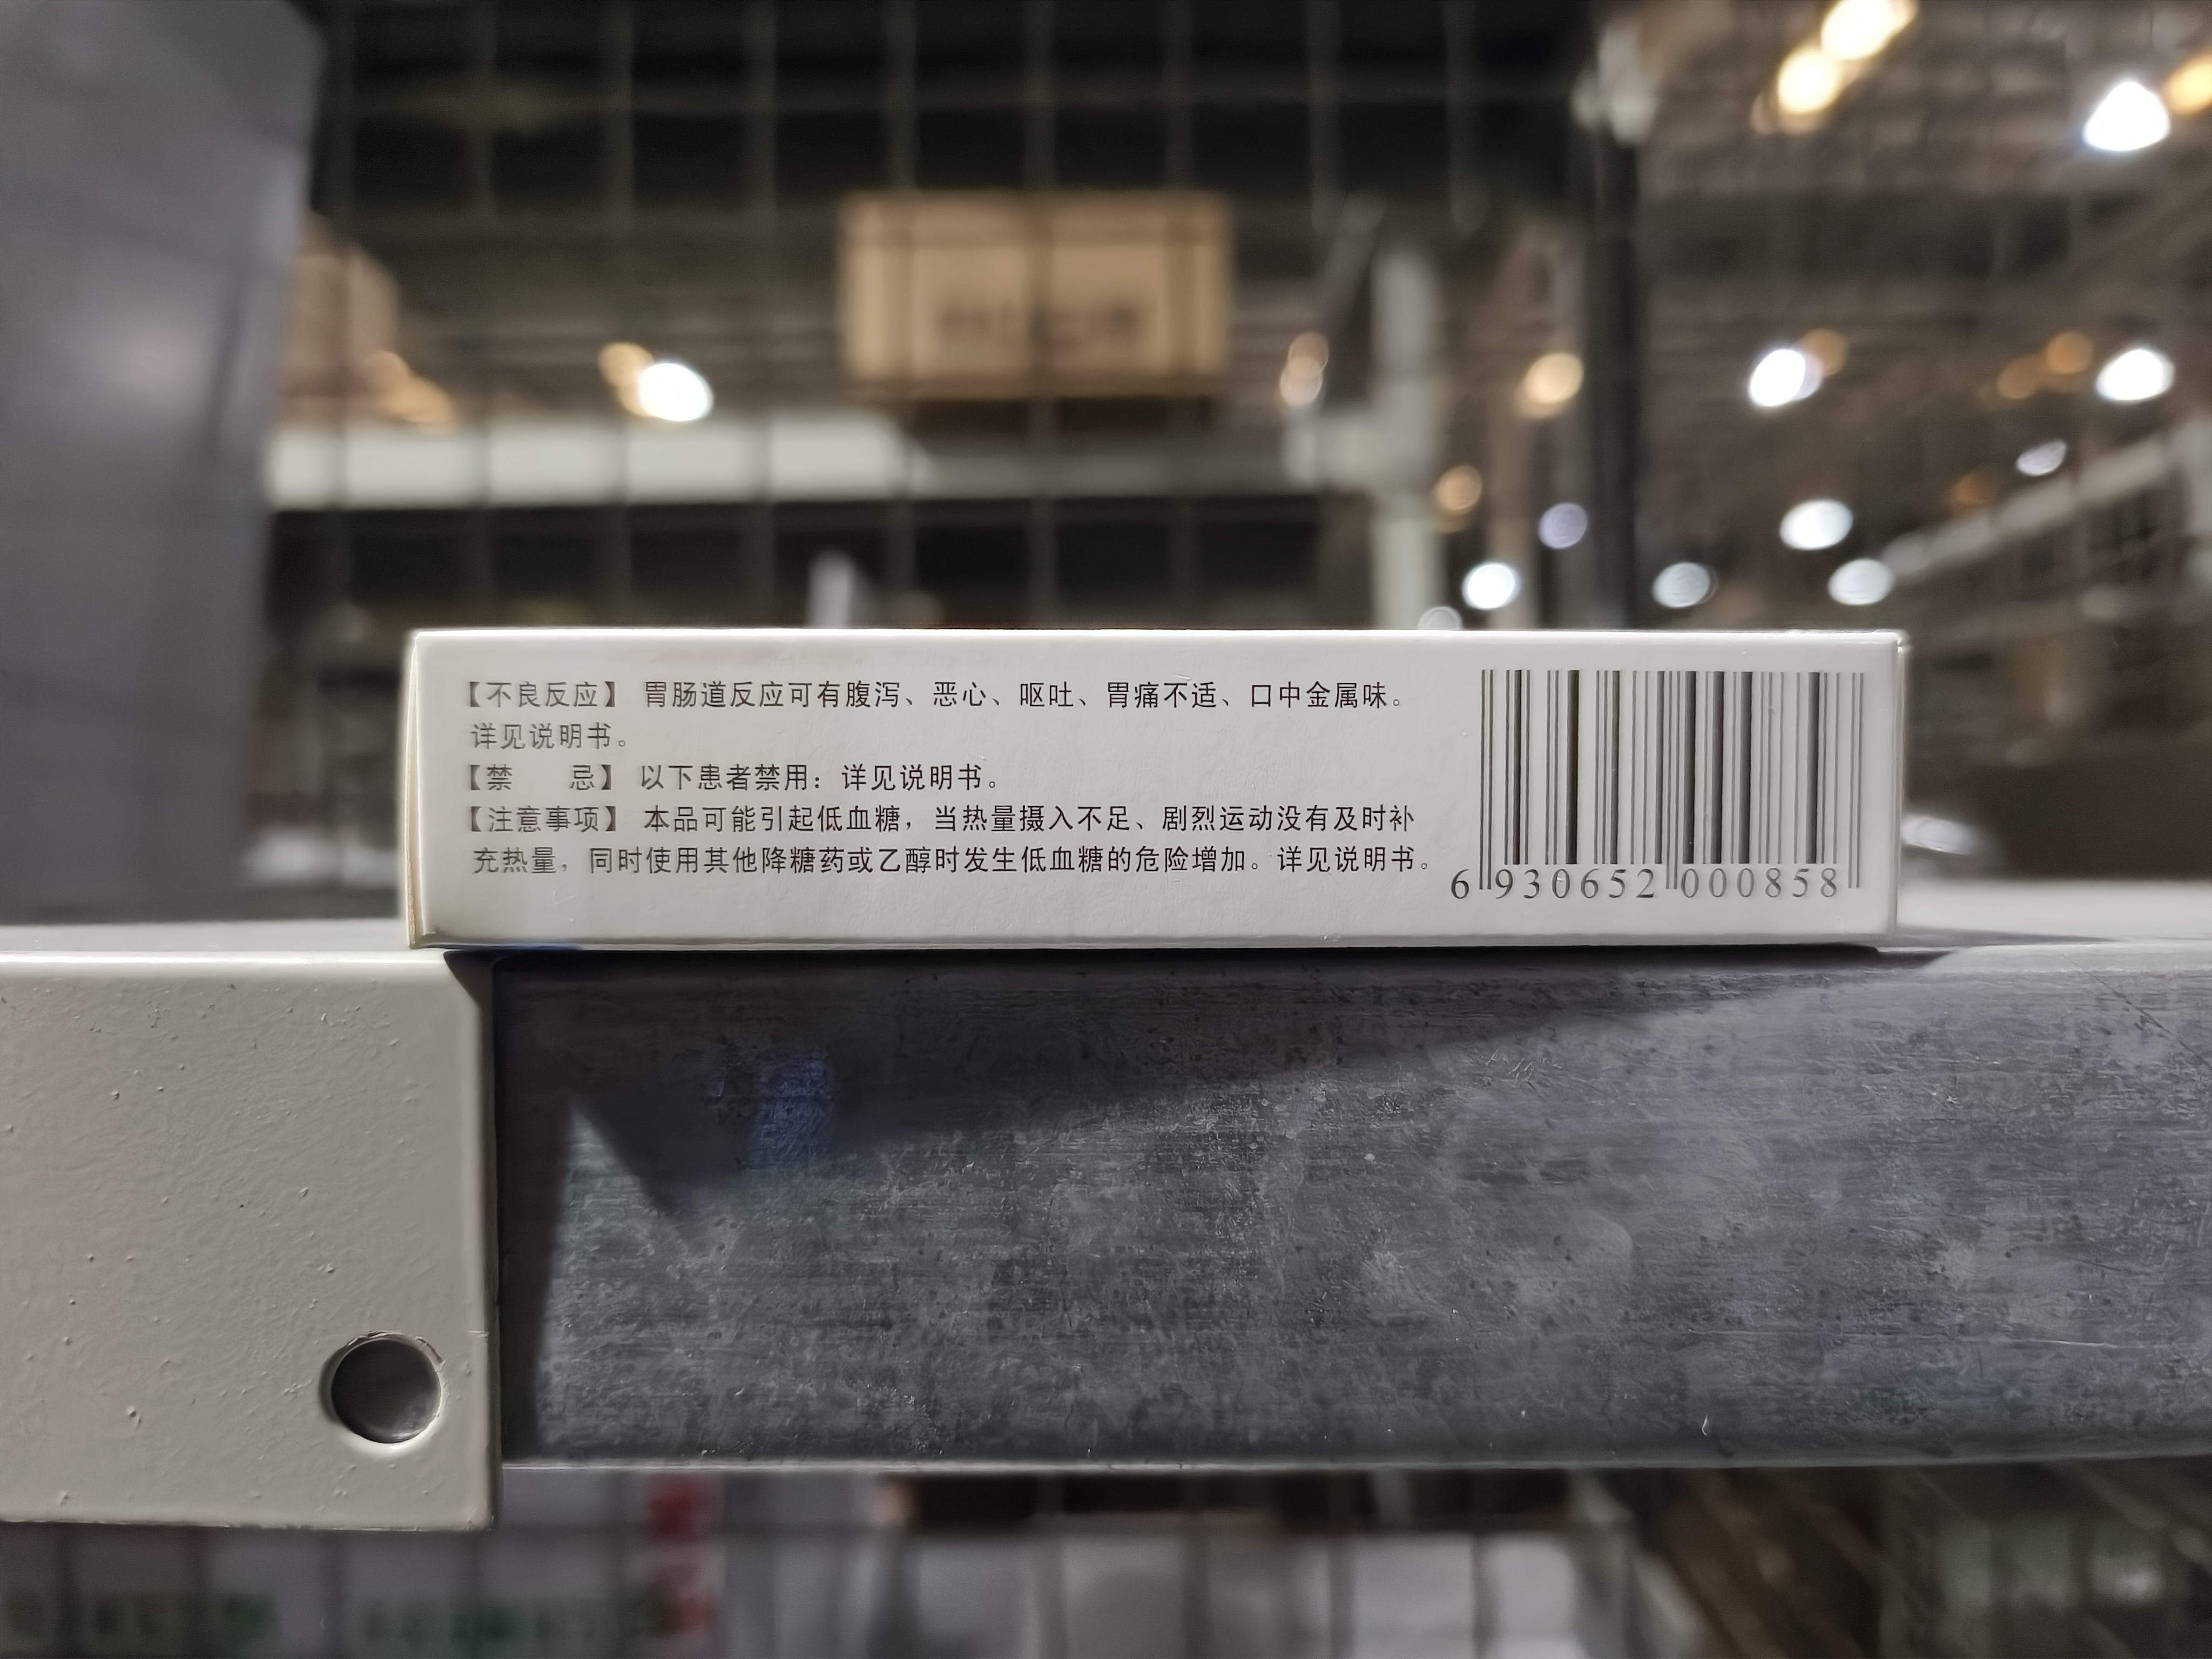 【不良反应】 胃肠道反应可有腹泻、恶心、呕吐、胃痛不适、口中金属味。
详见说明书。
【禁　　忌】 以下患者禁用：详见说明书。
【注意事项】 本品可能引起低血糖，当热量摄入不足、剧烈运动没有及时补
充热量，同时使用其他降糖药或乙醇时发生低血糖的危险增加。详见说明书。
6 930652 000858